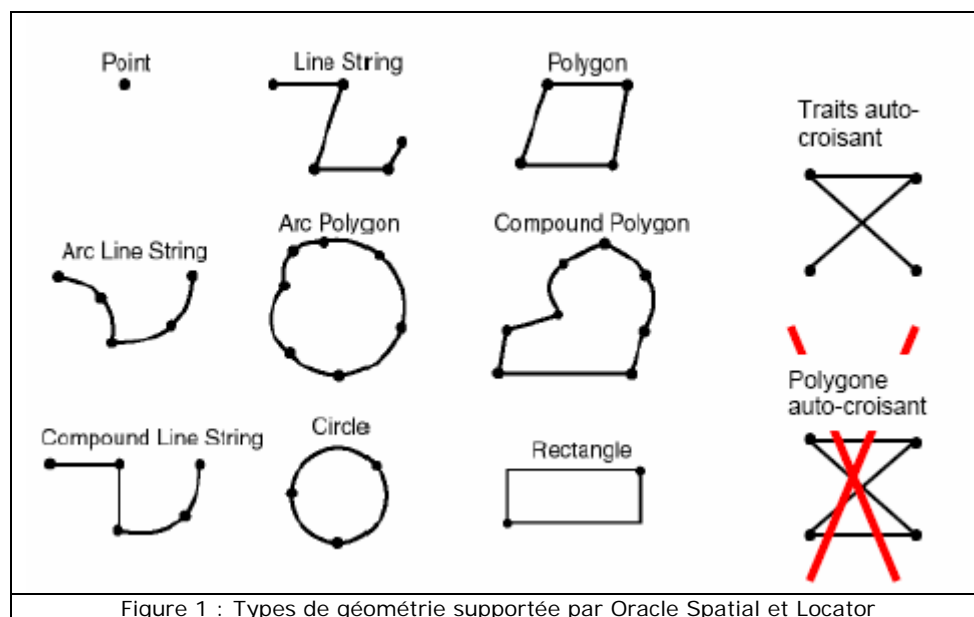 Point
Line String
Polygon
Traits auto-
croisant
Arc Line String
Arc Polygon
Compound Polygon
Polygone
auto-croisant
Compound Line String
Circle
Rectangle
Figure 1 : Types de géométrie supportée par Oracle Spatial et Locator